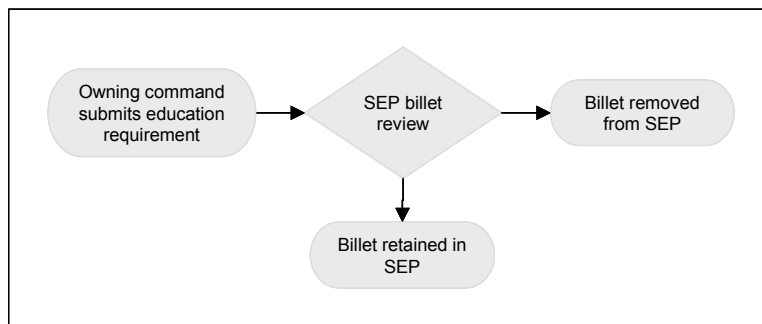 Owning command
submits education
requirement
SEP billet
review
Billet removed
from SEP
Billet retained in
SEP